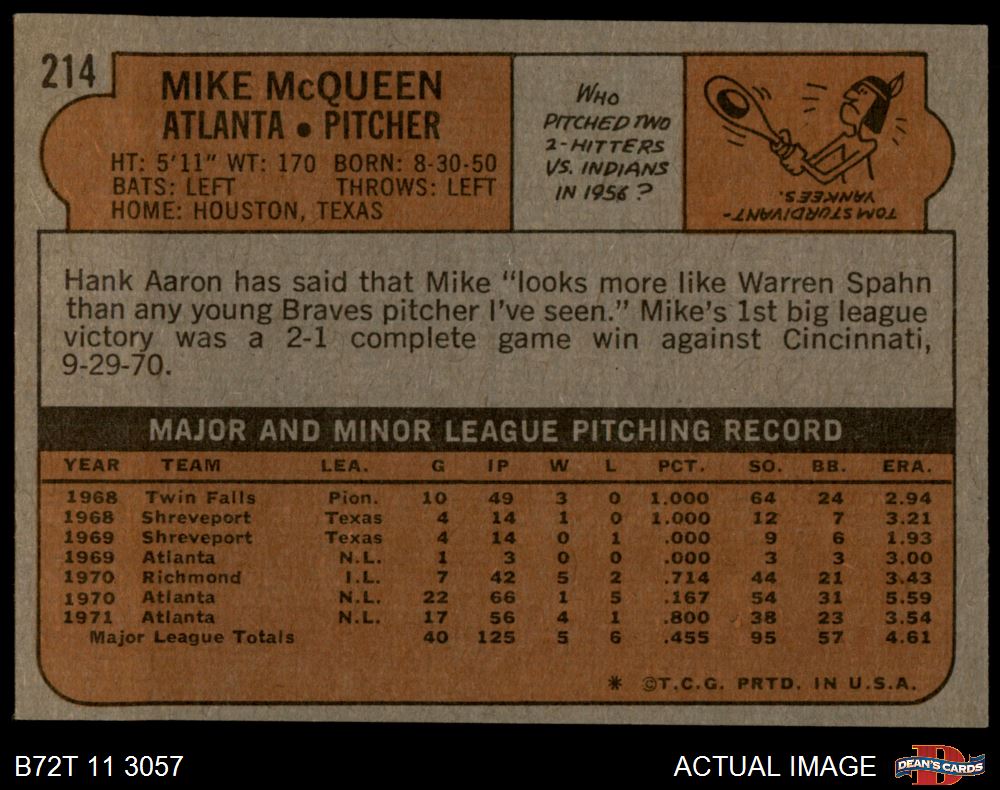 214
MIKE McQUEEN
ATLANTA • PITCHER
HT: 5'11" WT: 170 BORN: 8-30-50
BATS: LEFT THROWS: LEFT
HOME: HOUSTON, TEXAS
WHO
PITCHED TWO
2-HITTERS
VS. INDIANS
IN 1956?
TOM STURDIVANT-
YANKEES.
Hank Aaron has said that Mike "looks more like Warren Spahn
than any young Braves pitcher I've seen." Mike's 1st big league
victory was a 2-1 complete game win against Cincinnati,
9-29-70.
MAJOR AND MINOR LEAGUE PITCHING RECORD
YEAR TEAM LEA. G IP W L PCT. SO. BB. ERA.
1968 Twin Falls Pion. 10 49 3 0 1.000 64 24 2.94
1968 Shreveport Texas 4 14 1 0 1.000 12 7 3.21
1969 Shreveport Texas 4 14 0 1 .000 9 6 1.93
1969 Atlanta N.L. 1 3 0 0 .000 3 3 3.00
1970 Richmond I.L. 7 42 5 2 .714 44 21 3.43
1970 Atlanta N.L. 22 66 1 5 .167 54 31 5.59
1971 Atlanta N.L. 17 56 4 1 .800 38 23 3.54
Major League Totals 40 125 5 6 .455 95 57 4.61
* ©T.C.G. PRTD. IN U.S.A.
B72T 11 3057
ACTUAL IMAGE
DEAN'S CARDS